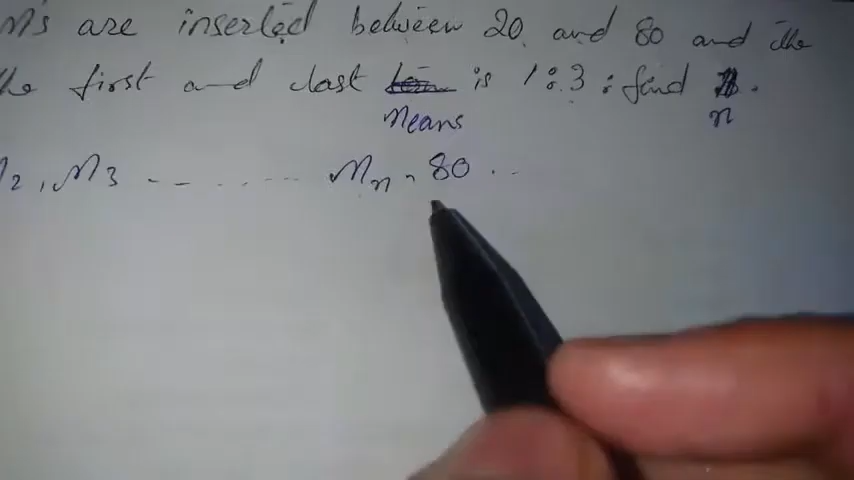 M's are inserted between 20 and 80 and the
the first and last is 1:3 : find n.
Means
M2, M3 -- ..... Mn, 80 ..